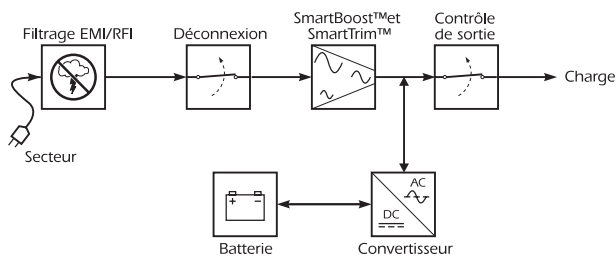 Filtrage EMI/RFI
Déconnexion
SmartBoost™et
SmartTrim™
Contrôle
de sortie
Charge
Secteur
+ −
Batterie
AC
DC
Convertisseur